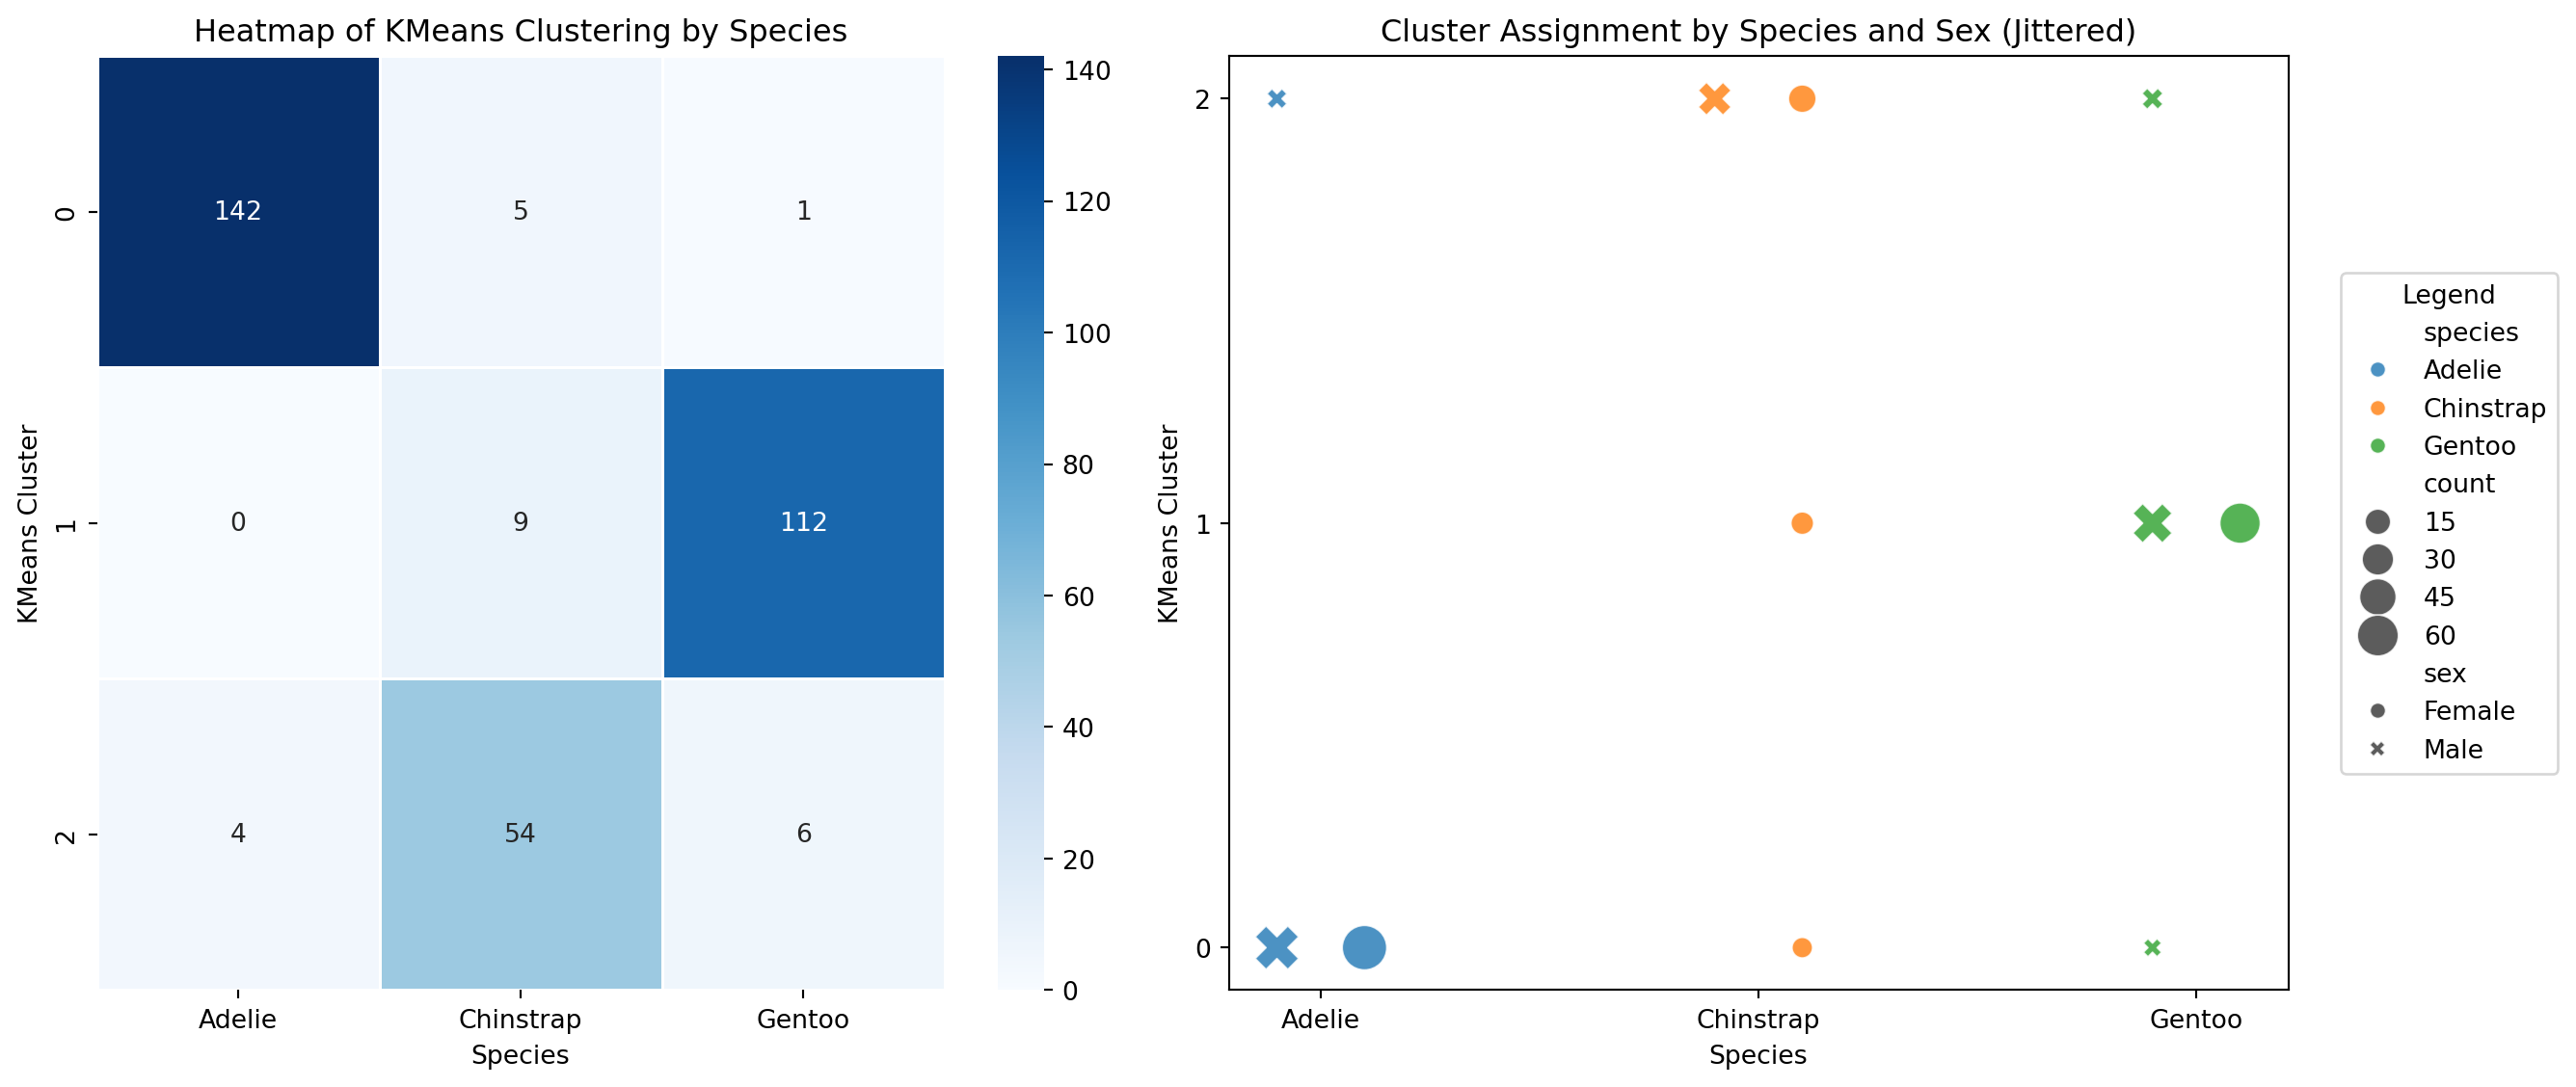 Heatmap of KMeans Clustering by Species
KMeans Cluster
0
1
2
142
5
1
0
9
112
4
54
6
Adelie
Chinstrap
Gentoo
Species
140
120
100
80
60
40
20
0
Cluster Assignment by Species and Sex (Jittered)
KMeans Cluster
2
1
0
Adelie
Chinstrap
Gentoo
Species
Legend
species
Adelie
Chinstrap
Gentoo
count
15
30
45
60
sex
Female
Male